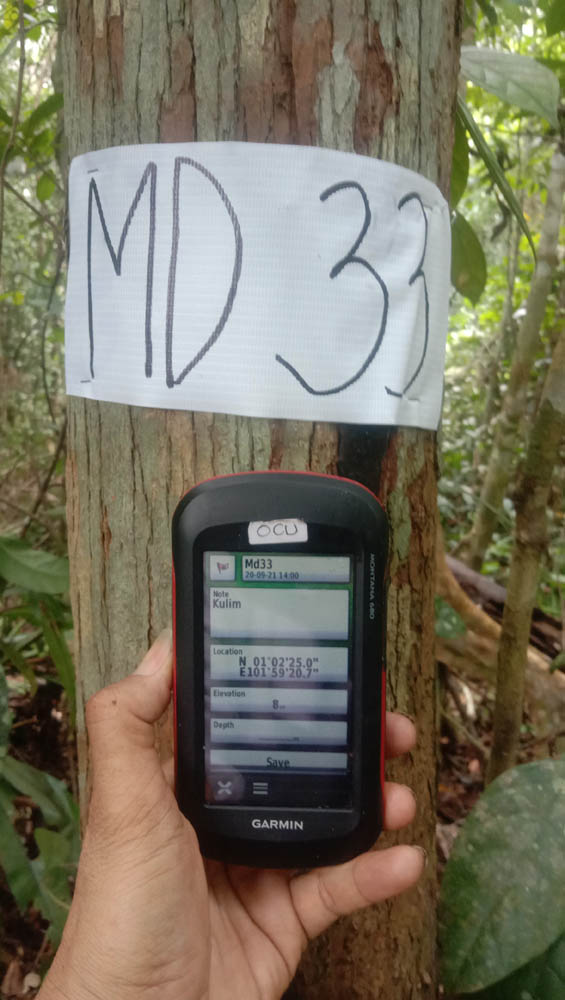 MD 33
OCU
MONTANA 680
Md33
20-09-21 14:00
Note
Kulim
Location
N 01°02'25.0"
E101°59'20.7"
Elevation
8m
Depth
Save
GARMIN